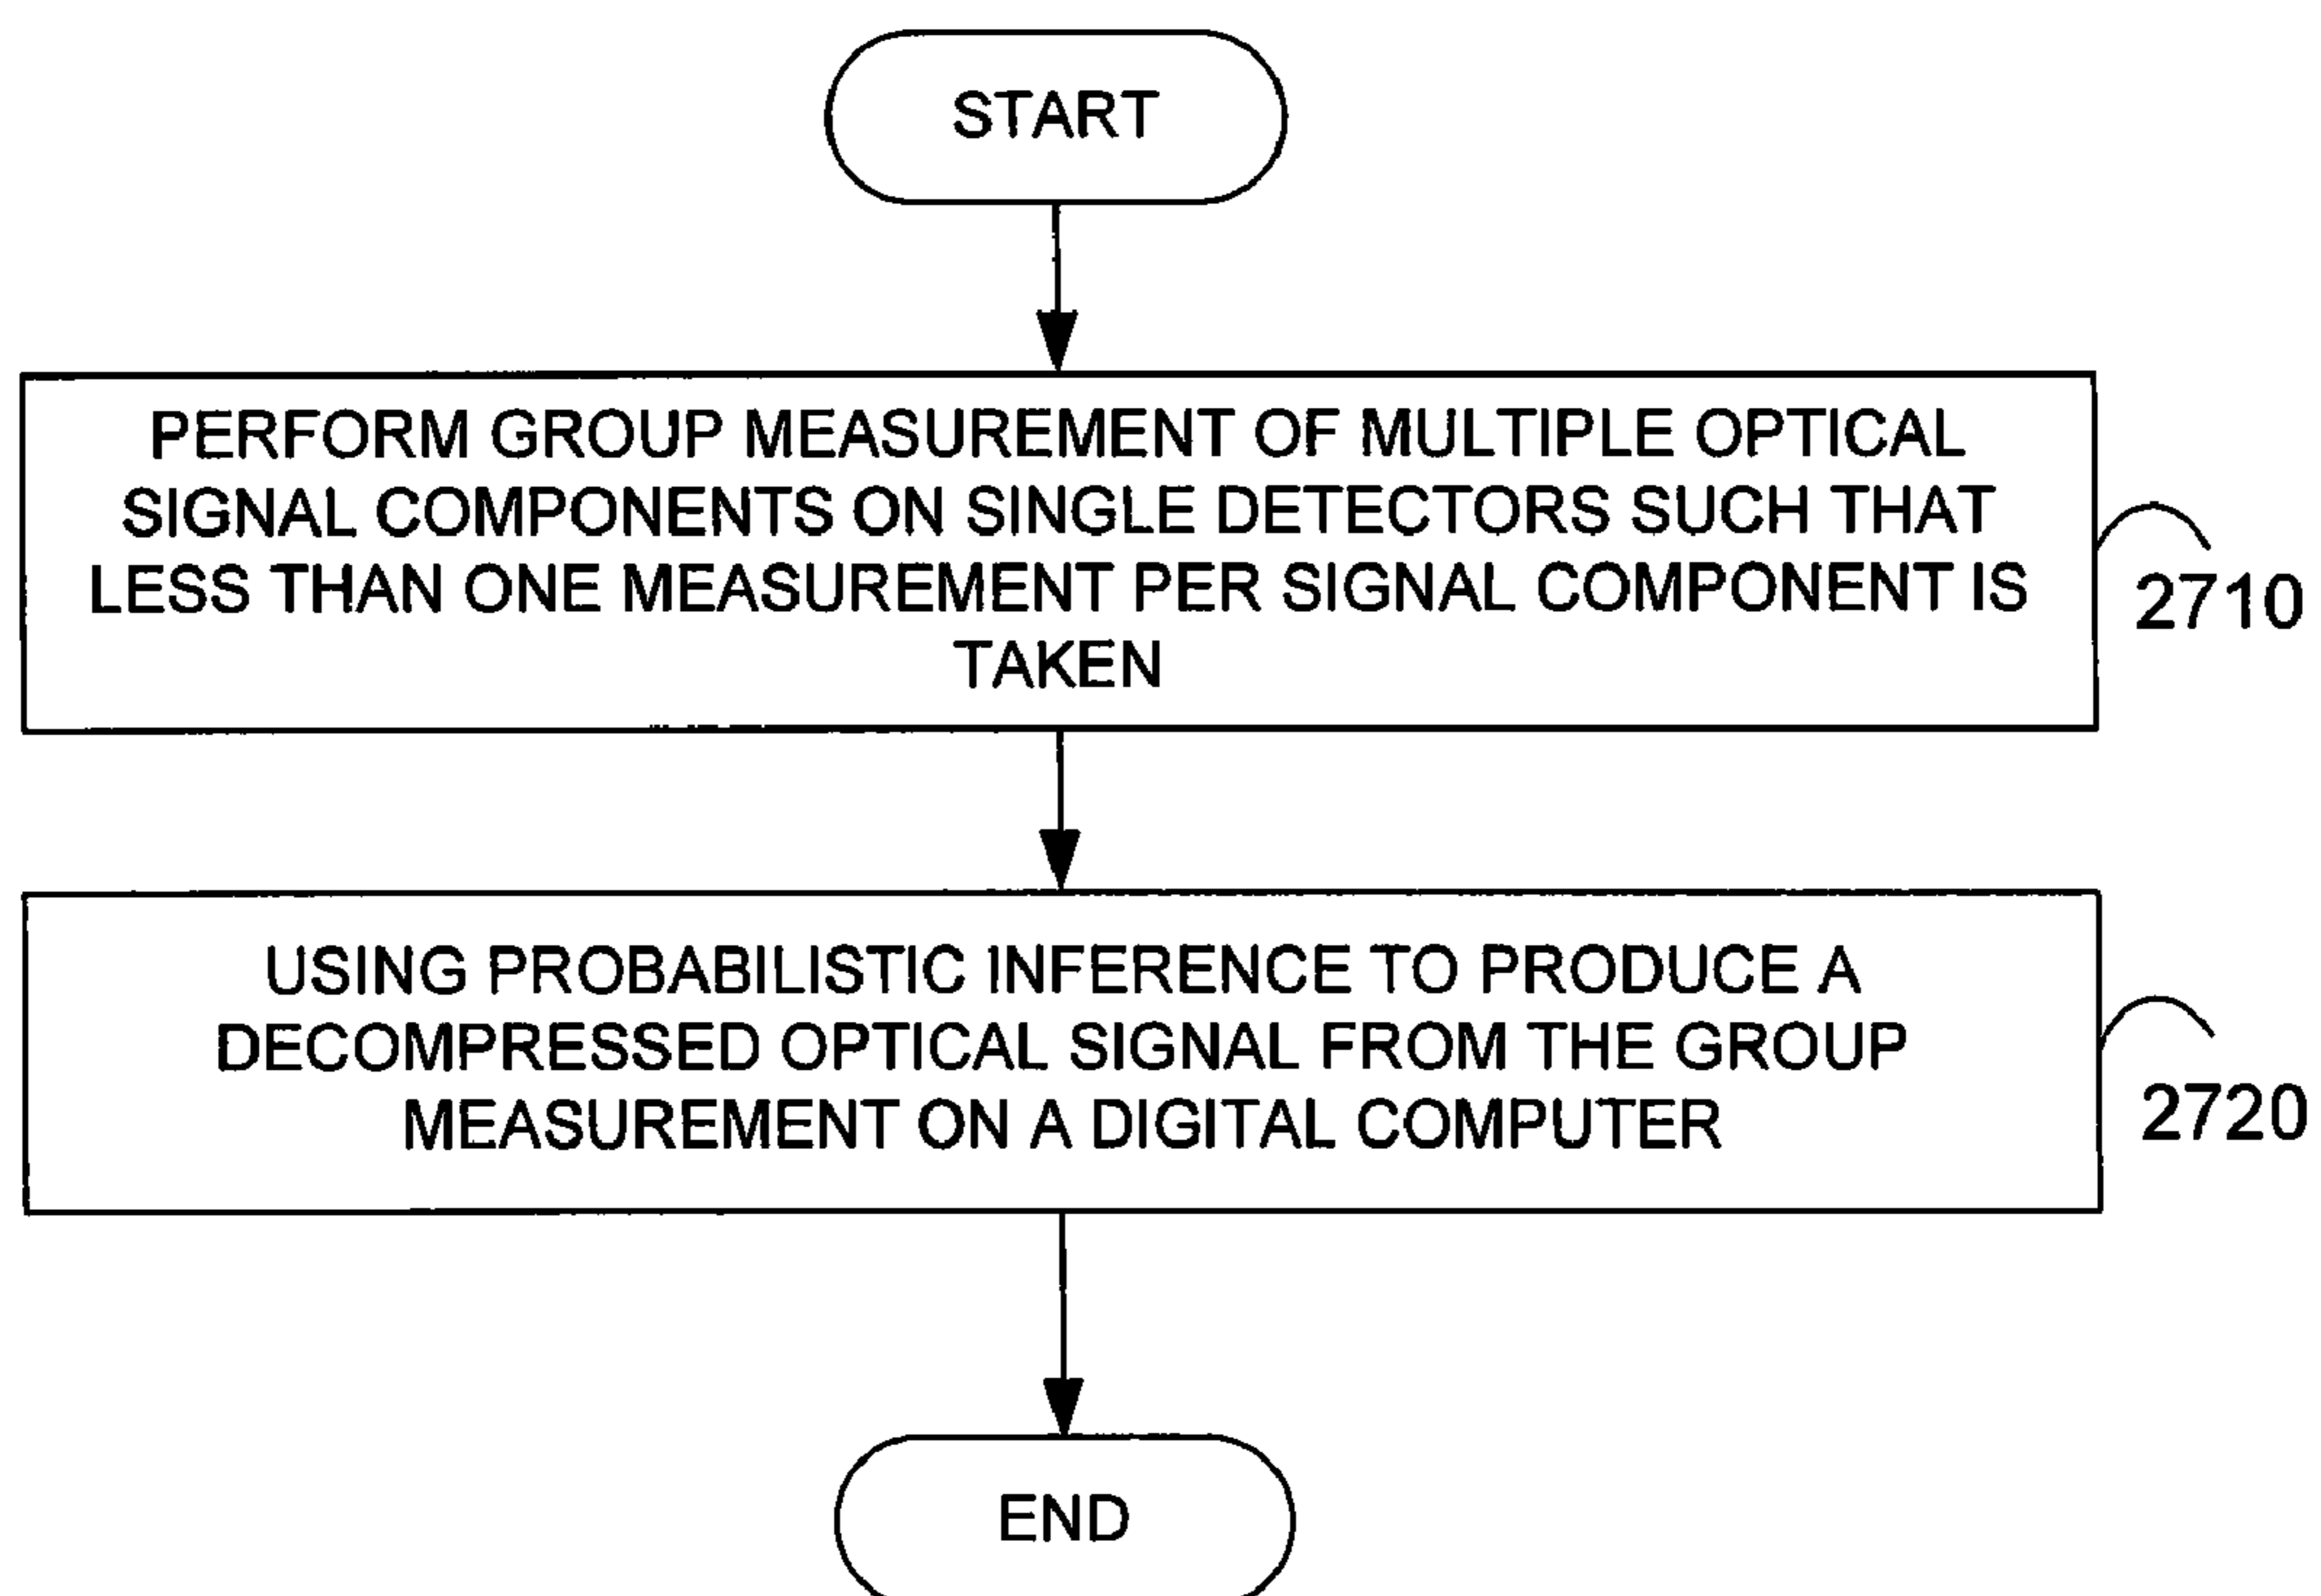 START
PERFORM GROUP MEASUREMENT OF MULTIPLE OPTICAL
SIGNAL COMPONENTS ON SINGLE DETECTORS SUCH THAT
LESS THAN ONE MEASUREMENT PER SIGNAL COMPONENT IS
TAKEN
2710
USING PROBABILISTIC INFERENCE TO PRODUCE A
DECOMPRESSED OPTICAL SIGNAL FROM THE GROUP
MEASUREMENT ON A DIGITAL COMPUTER
2720
END